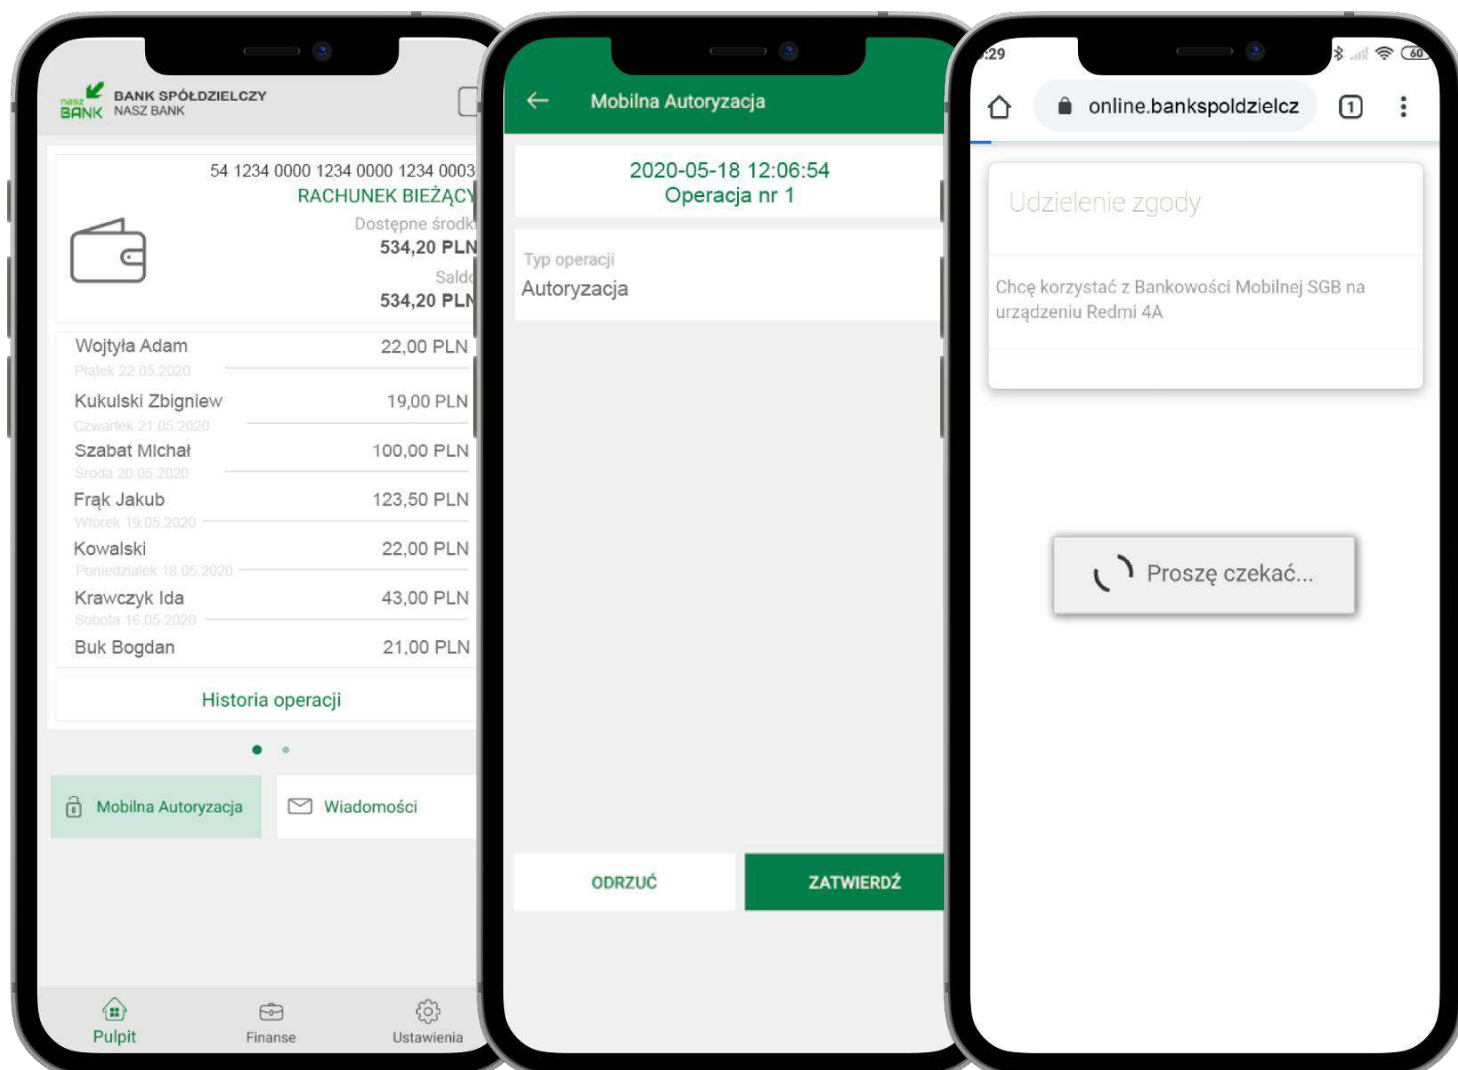 nasz
BANK
BANK SPÓŁDZIELCZY
NASZ BANK
54 1234 0000 1234 0000 1234 0003
RACHUNEK BIEŻĄCY
Dostępne środki
534,20 PLN
Saldo
534,20 PLN
Wojtyła Adam 22,00 PLN
Piątek 22.05.2020
Kukulski Zbigniew 19,00 PLN
Czwartek 21.05.2020
Szabat MIchał 100,00 PLN
Środa 20.05.2020
Frąk Jakub 123,50 PLN
Wtorek 19.05.2020
Kowalski 22,00 PLN
Poniedziałek 18.05.2020
Krawczyk Ida 43,00 PLN
Sobota 16.05.2020
Buk Bogdan 21,00 PLN
Historia operacji
Mobilna Autoryzacja
Wiadomości
Pulpit
Finanse
Ustawienia
Mobilna Autoryzacja
2020-05-18 12:06:54
Operacja nr 1
Typ operacji
Autoryzacja
ODRZUĆ
ZATWIERDŹ
:29
60
online.bankspoldzielcz
1
Udzielenie zgody
Chcę korzystać z Bankowości Mobilnej SGB na
urządzeniu Redmi 4A
Proszę czekać...